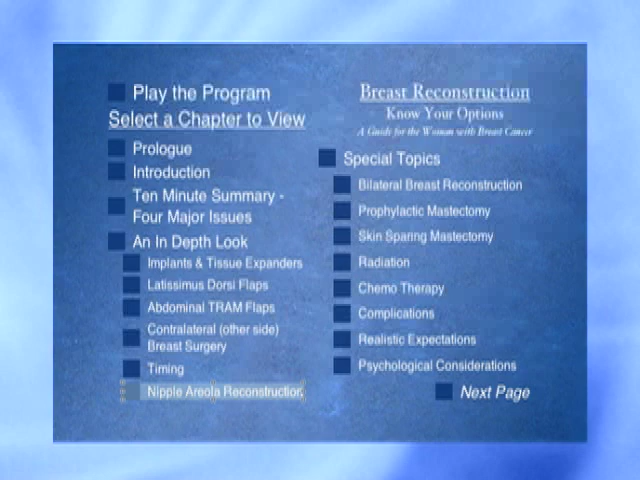 Play the Program
Select a Chapter to View
Prologue
Introduction
Ten Minute Summary -
Four Major Issues
An In Depth Look
Implants & Tissue Expanders
Latissimus Dorsi Flaps
Abdominal TRAM Flaps
Contralateral (other side)
Breast Surgery
Timing
Nipple Areola Reconstruction
Breast Reconstruction
Know Your Options
A Guide for the Woman with Breast Cancer
Special Topics
Bilateral Breast Reconstruction
Prophylactic Mastectomy
Skin Sparing Mastectomy
Radiation
Chemo Therapy
Complications
Realistic Expectations
Psychological Considerations
Next Page